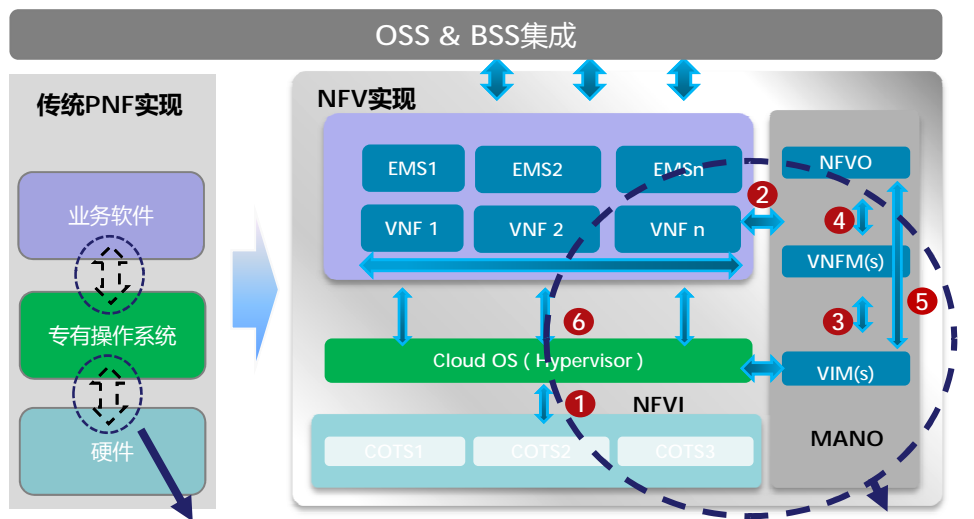 OSS & BSS集成
传统PNF实现
业务软件
专有操作系统
硬件
NFV实现
EMS1
EMS2
EMSn
VNF 1
VNF 2
VNF n
2
6
Cloud OS ( Hypervisor )
1
NFVI
COTS1
COTS2
COTS3
NFVO
4
VNFM(s)
5
3
VIM(s)
MANO